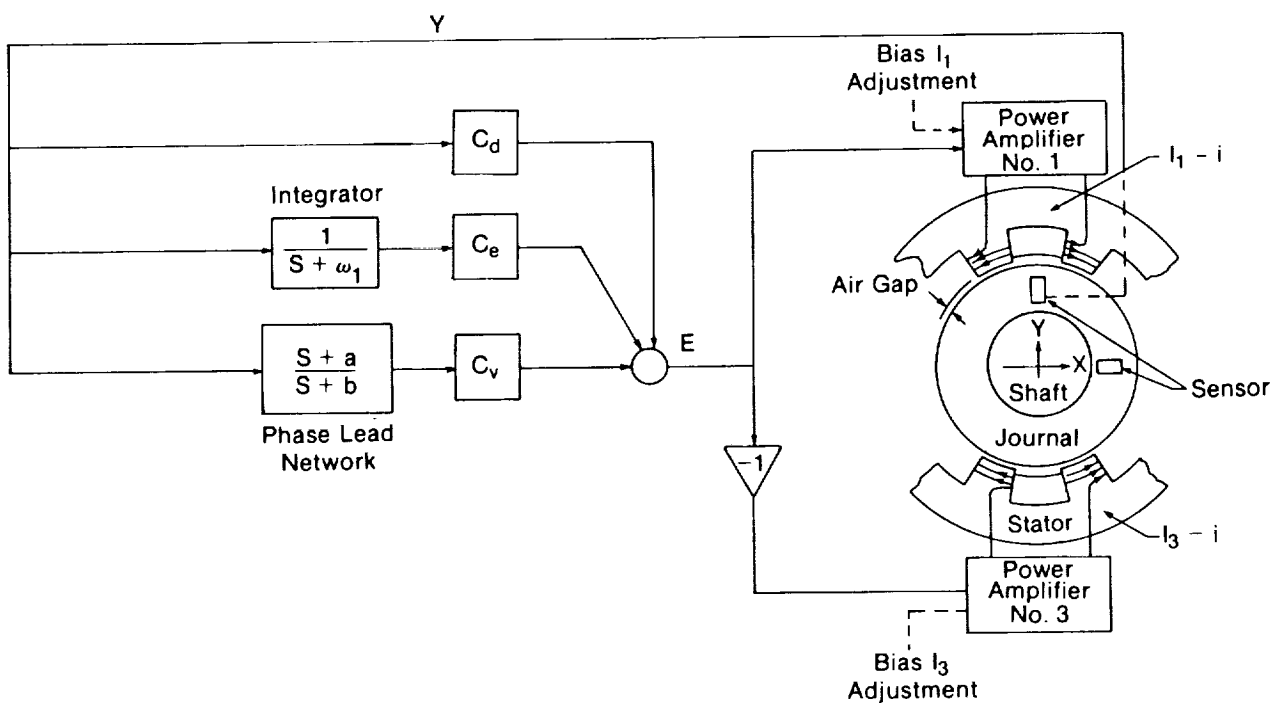 Y
Bias I1
Adjustment
Power
Amplifier
No. 1
I1 – i
Cd
Integrator
1
S + ω1
Ce
Air Gap
S + a
S + b
Cv
Phase Lead
Network
E
Y
X
Shaft
Sensor
Journal
–1
Stator
I3 – i
Power
Amplifier
No. 3
Bias I3
Adjustment